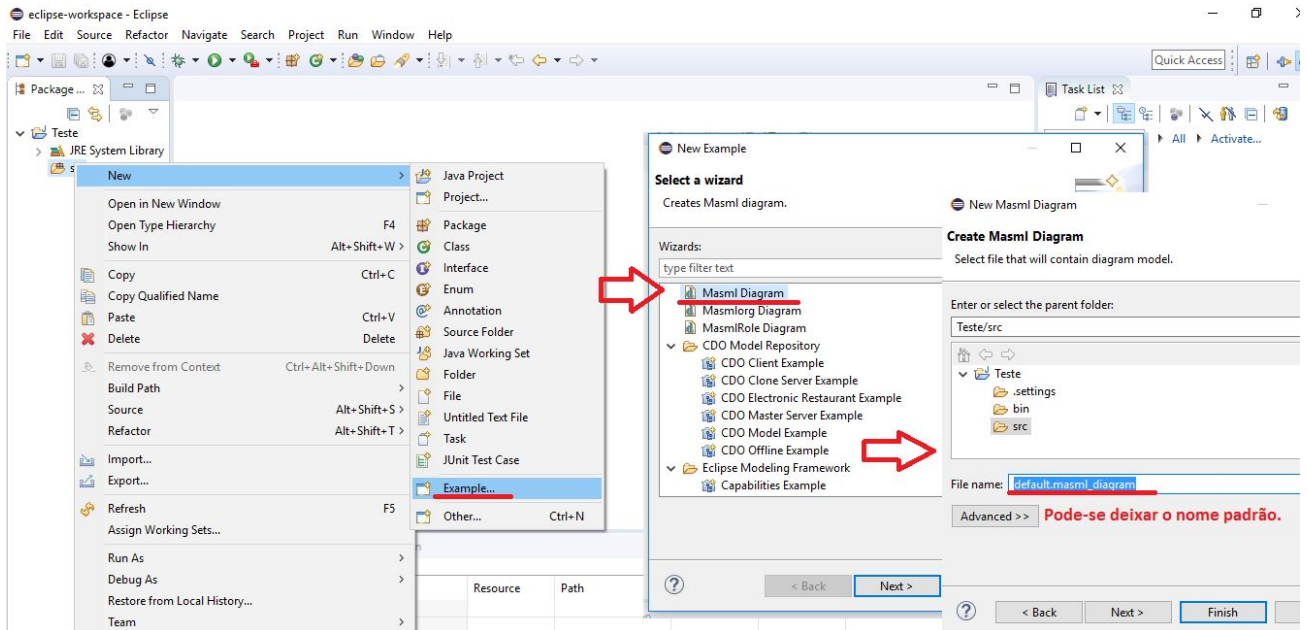 eclipse-workspace - Eclipse
File Edit Source Refactor Navigate Search Project Run Window Help
Quick Access
Package ...
Teste
JRE System Library
s
New
Open in New Window
Open Type Hierarchy F4
Show In Alt+Shift+W >
Copy Ctrl+C
Copy Qualified Name
Paste Ctrl+V
Delete Delete
Remove from Context Ctrl+Alt+Shift+Down
Build Path
Source Alt+Shift+S >
Refactor Alt+Shift+T >
Import...
Export...
Refresh F5
Assign Working Sets...
Run As
Debug As
Restore from Local History...
Team
Java Project
Project...
Package
Class
Interface
Enum
Annotation
Source Folder
Java Working Set
Folder
File
Untitled Text File
Task
JUnit Test Case
Example...
Other... Ctrl+N
Resource Path
Task List
All Activate...
New Example
Select a wizard
Creates Masml diagram.
Wizards:
type filter text
Masml Diagram
Masmlorg Diagram
MasmlRole Diagram
CDO Model Repository
CDO Client Example
CDO Clone Server Example
CDO Electronic Restaurant Example
CDO Master Server Example
CDO Model Example
CDO Offline Example
Eclipse Modeling Framework
Capabilities Example
< Back Next >
New Masml Diagram
Create Masml Diagram
Select file that will contain diagram model.
Enter or select the parent folder:
Teste/src
Teste
.settings
bin
src
File name: default.masml_diagram
Advanced >> Pode-se deixar o nome padrão.
< Back Next > Finish